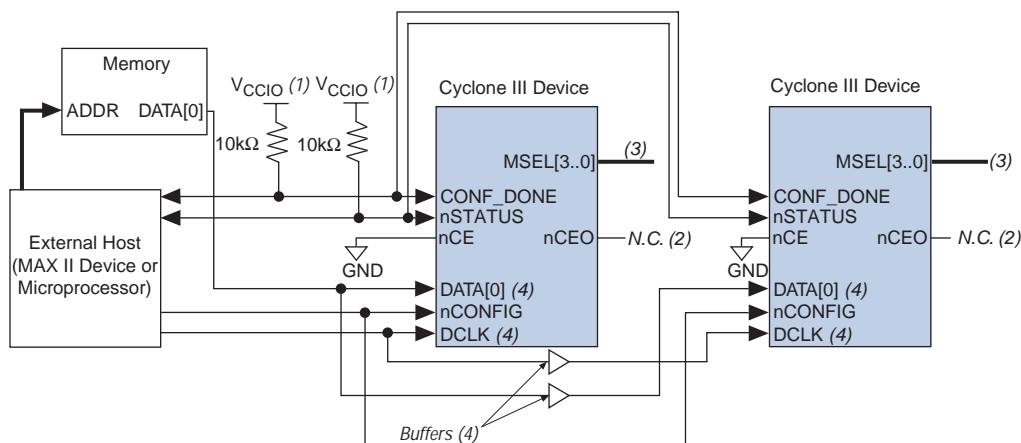 Memory
ADDR DATA[0]
VCCIO (1) VCCIO (1)
10kΩ 10kΩ
Cyclone III Device
MSEL[3..0] (3)
CONF_DONE
nSTATUS
nCE nCEO N.C. (2)
GND
DATA[0] (4)
nCONFIG
DCLK (4)
Cyclone III Device
MSEL[3..0] (3)
CONF_DONE
nSTATUS
nCE nCEO N.C. (2)
GND
DATA[0] (4)
nCONFIG
DCLK (4)
External Host
(MAX II Device or
Microprocessor)
Buffers (4)